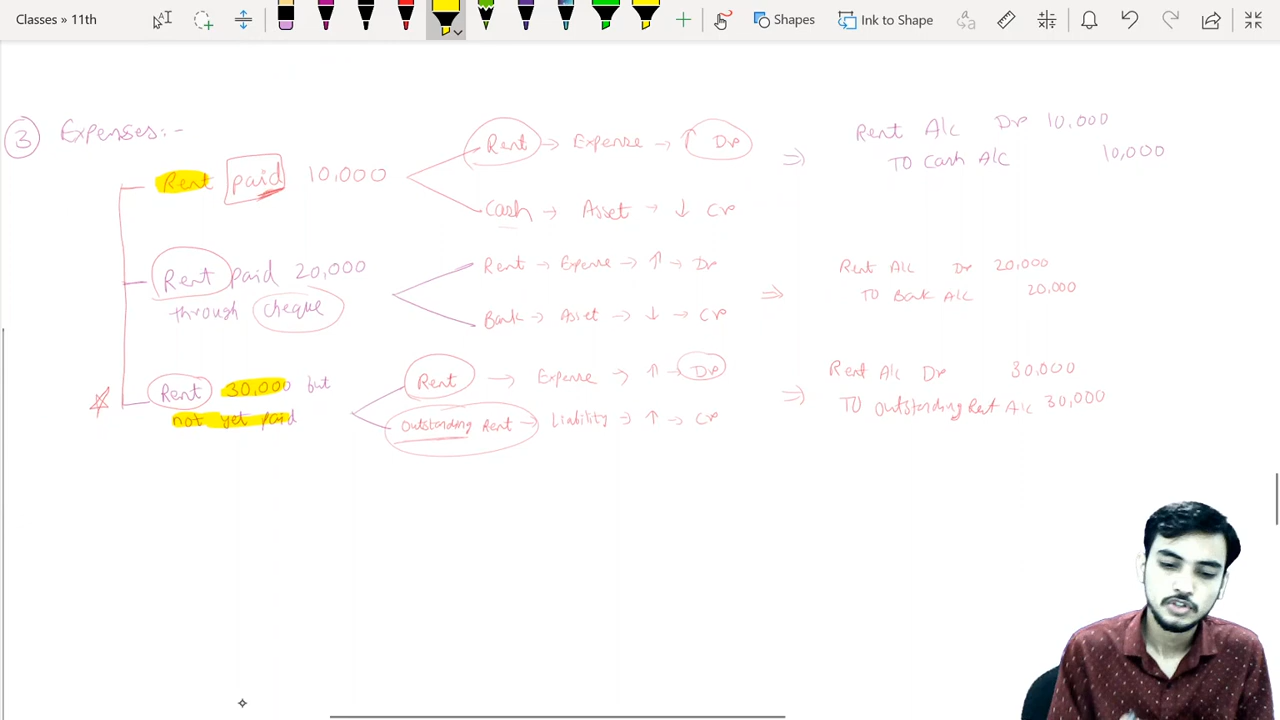 Classes » 11th
Shapes
Ink to Shape
3 Expenses:-
Rent paid 10,000
Rent → Expense → ↑ Dr
Cash → Asset → ↓ Cr
⇒ Rent A/c Dr 10,000
TO Cash A/c 10,000
Rent paid 20,000
through cheque
Rent → Expense → ↑ → Dr
Bank → Asset → ↓ → Cr
⇒ Rent A/c Dr 20,000
TO Bank A/c 20,000
Rent 30,000 but
not yet paid
Rent → Expense → ↑ → Dr
Outstanding Rent → Liability → ↑ → Cr
⇒ Rent A/c Dr 30,000
TO Outstanding Rent A/c 30,000